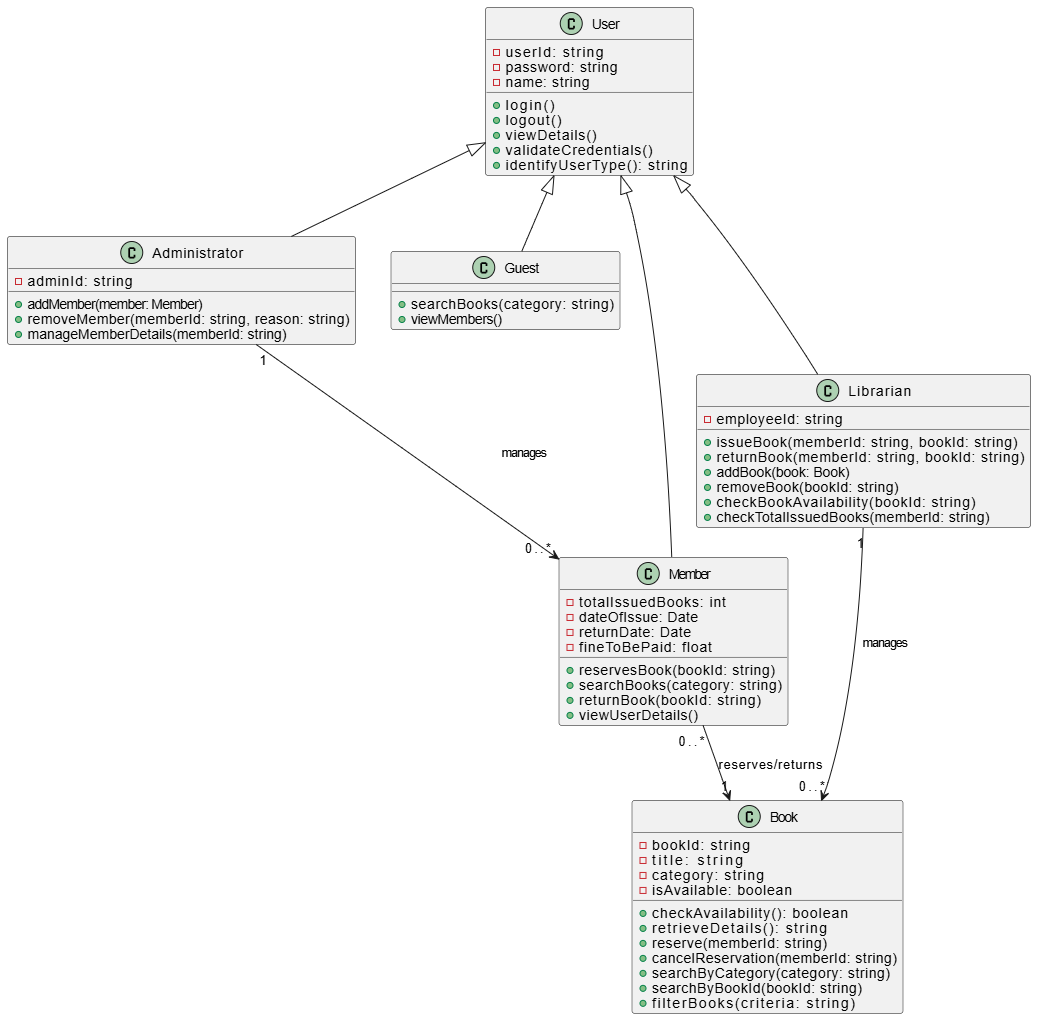 C User
userId: string
password: string
name: string
login()
logout()
viewDetails()
validateCredentials()
identifyUserType(): string
C Administrator
adminId: string
addMember(member: Member)
removeMember(memberId: string, reason: string)
manageMemberDetails(memberId: string)
C Guest
searchBooks(category: string)
viewMembers()
C Librarian
employeeId: string
issueBook(memberId: string, bookId: string)
returnBook(memberId: string, bookId: string)
addBook(book: Book)
removeBook(bookId: string)
checkBookAvailability(bookId: string)
checkTotalIssuedBooks(memberId: string)
1
manages
0..*
C Member
totalIssuedBooks: int
dateOfIssue: Date
returnDate: Date
fineToBePaid: float
reservesBook(bookId: string)
searchBooks(category: string)
returnBook(bookId: string)
viewUserDetails()
1
manages
0..*
0..*
reserves/returns
1
C Book
bookId: string
title: string
category: string
isAvailable: boolean
checkAvailability(): boolean
retrieveDetails(): string
reserve(memberId: string)
cancelReservation(memberId: string)
searchByCategory(category: string)
searchByBookId(bookId: string)
filterBooks(criteria: string)